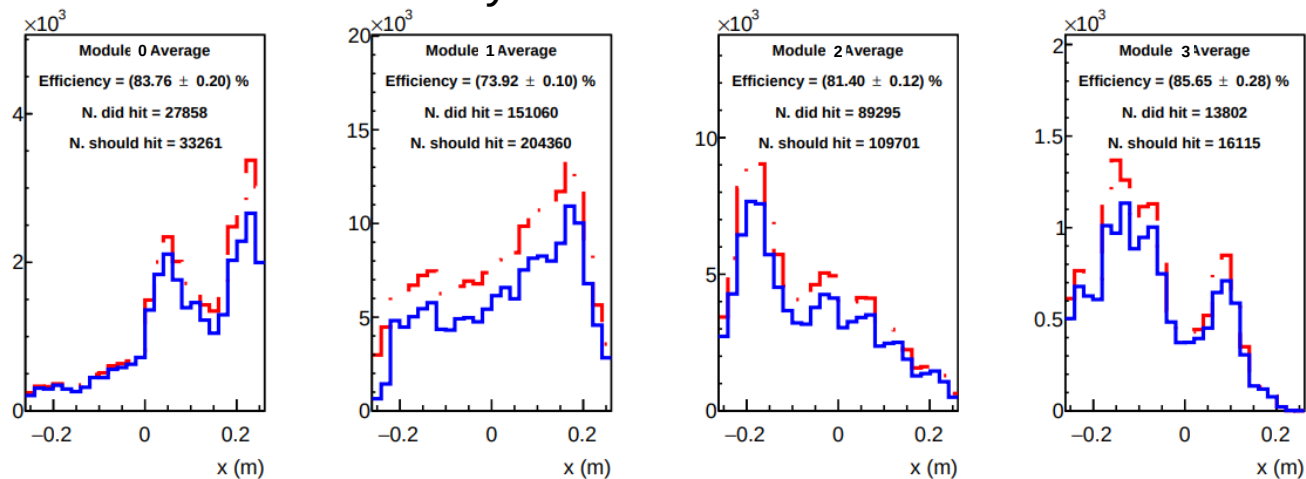 ×10³
Module 0 Average
Efficiency = (83.76 ± 0.20) %
N. did hit = 27858
N. should hit = 33261
4
2
0
−0.2 0 0.2
x (m)
×10³
20
Module 1 Average
Efficiency = (73.92 ± 0.10) %
N. did hit = 151060
N. should hit = 204360
15
10
5
0
−0.2 0 0.2
x (m)
×10³
Module 2 Average
Efficiency = (81.40 ± 0.12) %
N. did hit = 89295
N. should hit = 109701
10
5
0
−0.2 0 0.2
x (m)
×10³
2
Module 3 Average
Efficiency = (85.65 ± 0.28) %
N. did hit = 13802
N. should hit = 16115
1.5
1
0.5
0
−0.2 0 0.2
x (m)